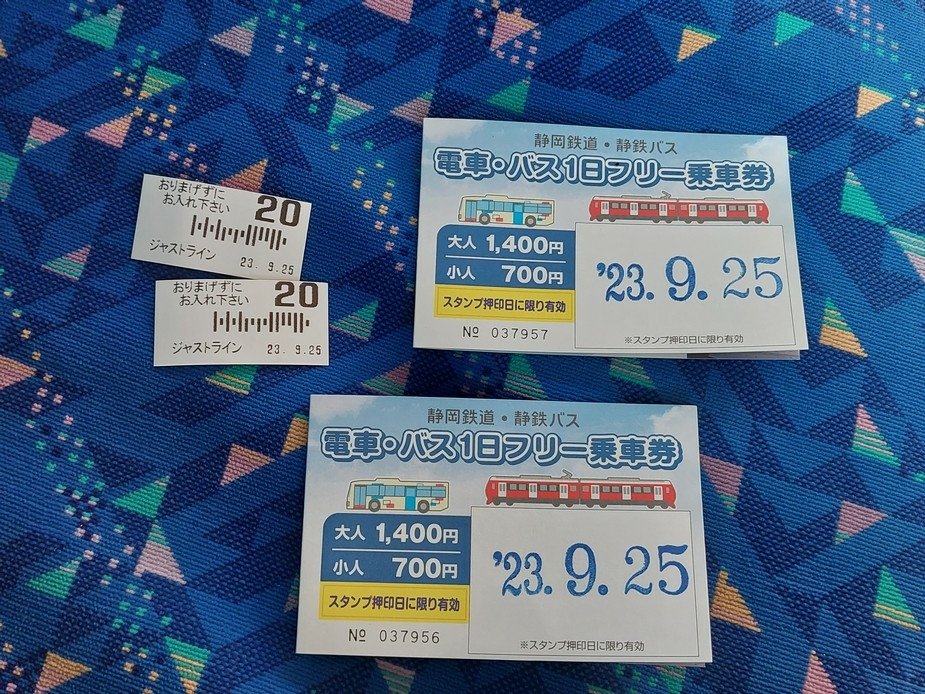 おりまげずに
お入れ下さい
20
ジャストライン
23. 9.25
おりまげずに
お入れ下さい
20
ジャストライン
23. 9.25
静岡鉄道・静鉄バス
電車・バス1日フリー乗車券
大人 1,400円
小人 700円
スタンプ押印日に限り有効
№ 037957
'23. 9. 25
※スタンプ押印日に限り有効
静岡鉄道・静鉄バス
電車・バス1日フリー乗車券
大人 1,400円
小人 700円
スタンプ押印日に限り有効
№ 037956
'23. 9. 25
※スタンプ押印日に限り有効